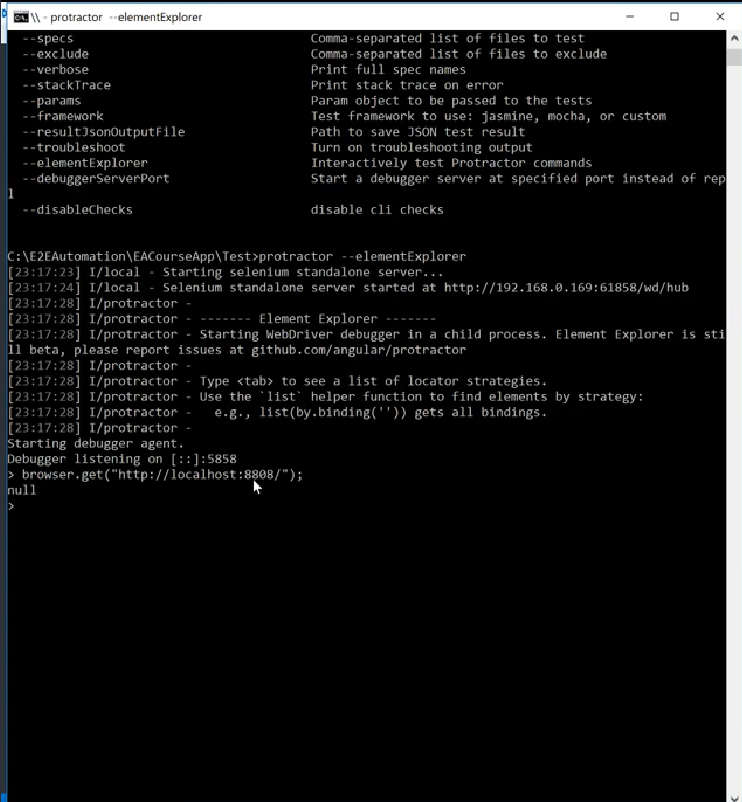 \\ - protractor --elementExplorer
--specs Comma-separated list of files to test
--exclude Comma-separated list of files to exclude
--verbose Print full spec names
--stackTrace Print stack trace on error
--params Param object to be passed to the tests
--framework Test framework to use: jasmine, mocha, or custom
--resultJsonOutputFile Path to save JSON test result
--troubleshoot Turn on troubleshooting output
--elementExplorer Interactively test Protractor commands
--debuggerServerPort Start a debugger server at specified port instead of rep
l
--disableChecks disable cli checks
C:\E2EAutomation\EACourseApp\Test>protractor --elementExplorer
[23:17:23] I/local - Starting selenium standalone server...
[23:17:24] I/local - Selenium standalone server started at http://192.168.0.169:61858/wd/hub
[23:17:28] I/protractor -
[23:17:28] I/protractor - ------- Element Explorer -------
[23:17:28] I/protractor - Starting WebDriver debugger in a child process. Element Explorer is sti
ll beta, please report issues at github.com/angular/protractor
[23:17:28] I/protractor -
[23:17:28] I/protractor - Type <tab> to see a list of locator strategies.
[23:17:28] I/protractor - Use the `list` helper function to find elements by strategy:
[23:17:28] I/protractor -   e.g., list(by.binding('')) gets all bindings.
[23:17:28] I/protractor -
Starting debugger agent.
Debugger listening on [::]:5858
> browser.get("http://localhost:8808/");
null
>